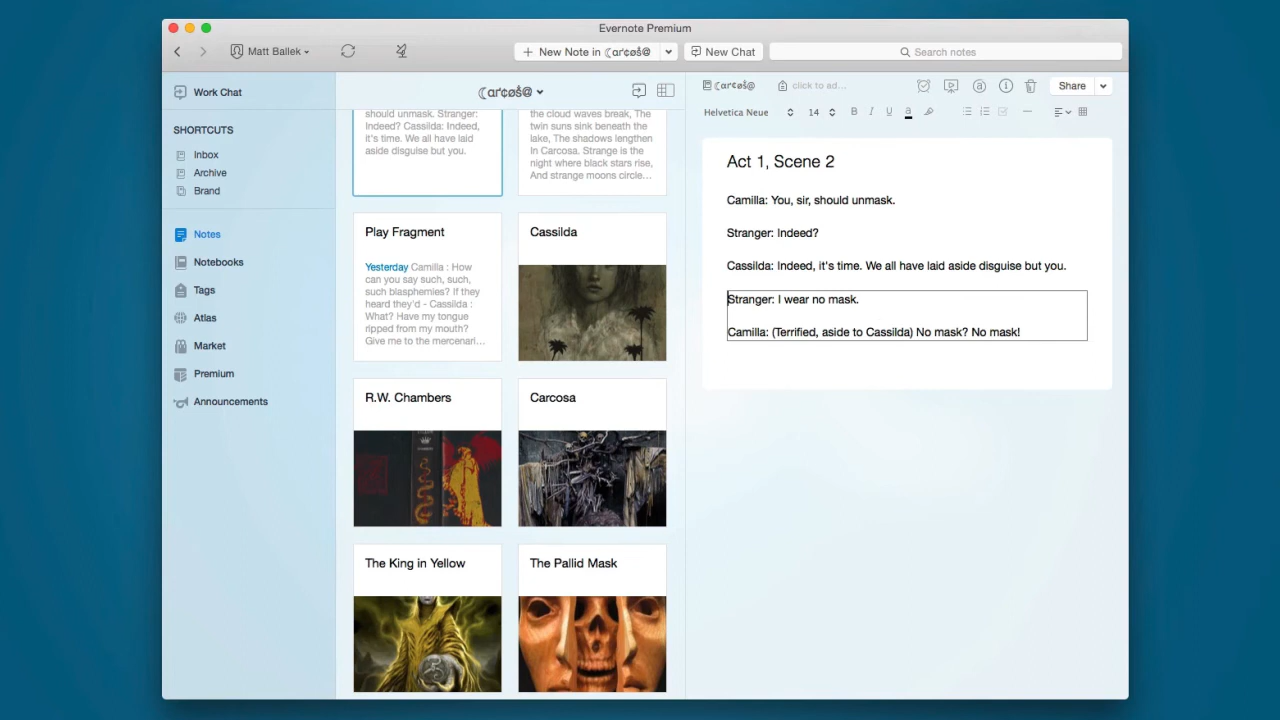 Evernote Premium
Matt Ballek
New Note in ☾αґ¢øṧ@
New Chat
Search notes
Work Chat
SHORTCUTS
Inbox
Archive
Brand
Notes
Notebooks
Tags
Atlas
Market
Premium
Announcements
☾αґ¢øṧ@
should unmask. Stranger:
Indeed? Cassilda: Indeed,
it's time. We all have laid
aside disguise but you.
the cloud waves break, The
twin suns sink beneath the
lake, The shadows lengthen
In Carcosa. Strange is the
night where black stars rise,
And strange moons circle...
Play Fragment
Yesterday Camilla : How
can you say such, such,
such blasphemies? If they
heard they'd - Cassilda :
What? Have my tongue
ripped from my mouth?
Give me to the mercenari...
Cassilda
R.W. Chambers
Carcosa
The King in Yellow
The Pallid Mask
☾αґ¢øṧ@
click to ad...
Share
Helvetica Neue
14
B I U a
Act 1, Scene 2
Camilla: You, sir, should unmask.
Stranger: Indeed?
Cassilda: Indeed, it's time. We all have laid aside disguise but you.
Stranger: I wear no mask.
Camilla: (Terrified, aside to Cassilda) No mask? No mask!